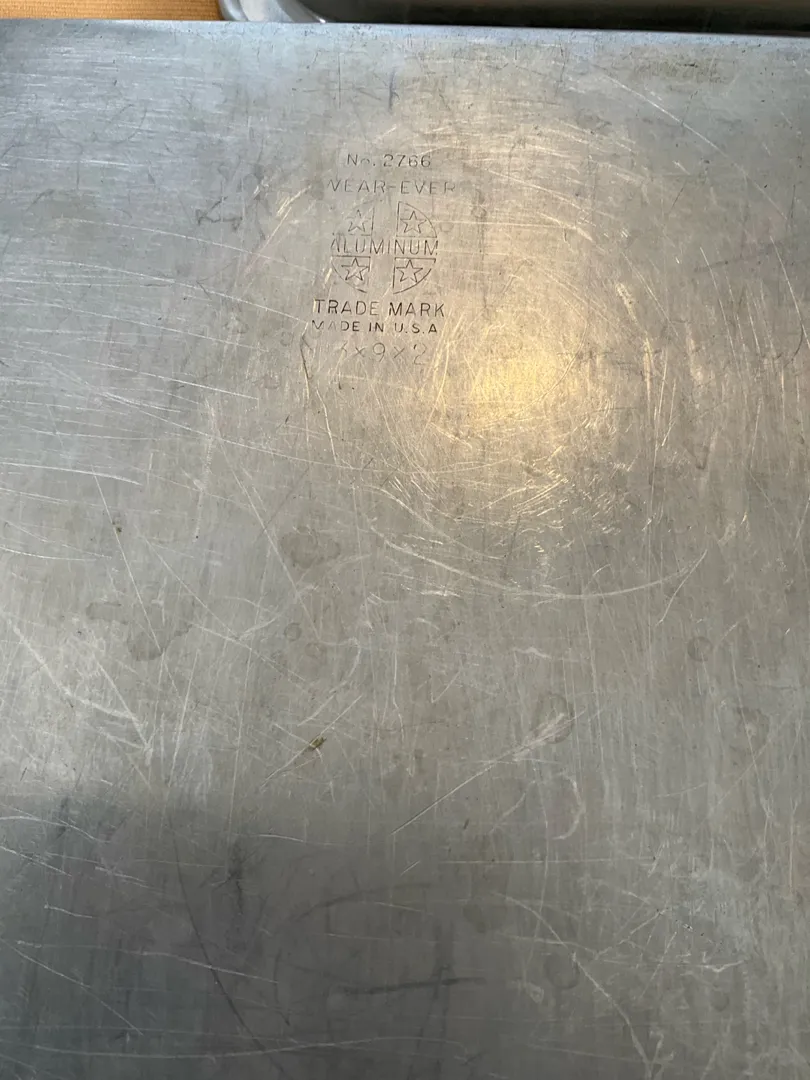 No. 2766
WEAR-EVER
ALUMINUM
TRADE MARK
MADE IN U.S.A
x9x2